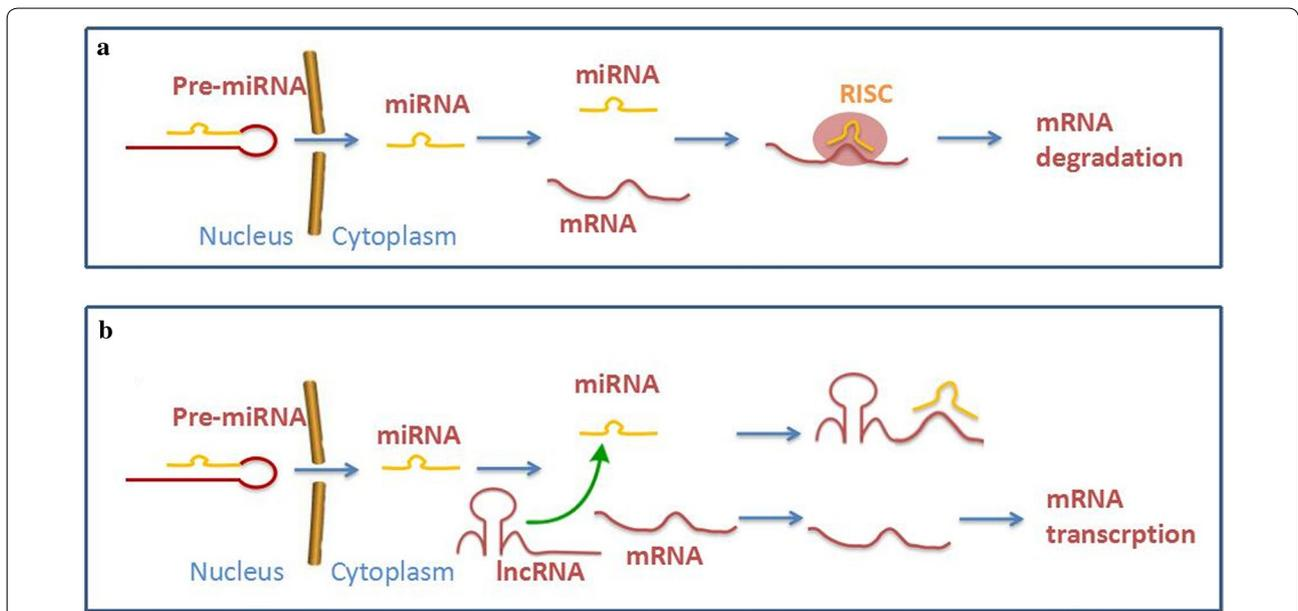 a
Pre-miRNA
miRNA
miRNA
mRNA
RISC
mRNA
degradation
Nucleus
Cytoplasm
b
Pre-miRNA
miRNA
miRNA
lncRNA
mRNA
mRNA
transcrption
Nucleus
Cytoplasm